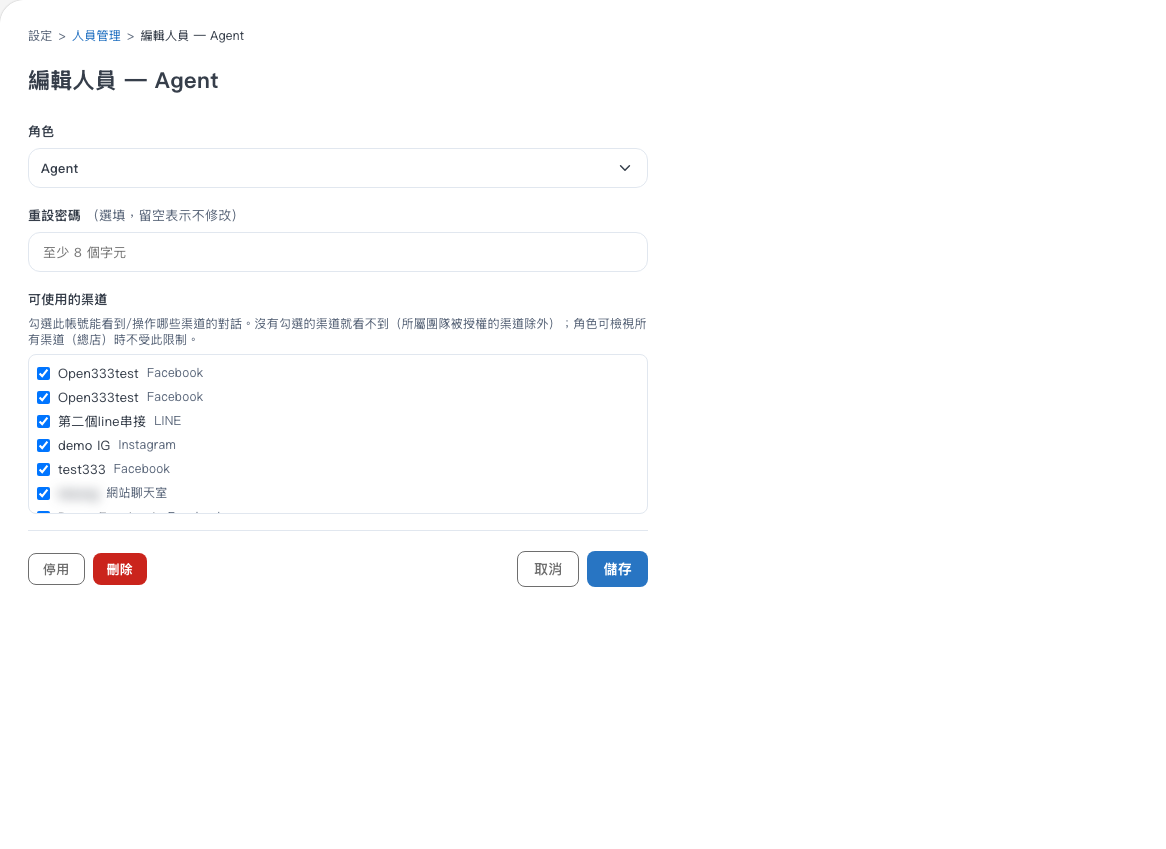 設定 > 人員管理 > 編輯人員 — Agent
編輯人員 — Agent
角色
Agent
重設密碼 （選填，留空表示不修改）
至少 8 個字元
可使用的渠道
勾選此帳號能看到/操作哪些渠道的對話。沒有勾選的渠道就看不到（所屬團隊被授權的渠道除外）；角色可檢視所
有渠道（總店）時不受此限制。
Open333test Facebook
Open333test Facebook
第二個line串接 LINE
demo IG Instagram
test333 Facebook
網站聊天室
停用 刪除 取消 儲存